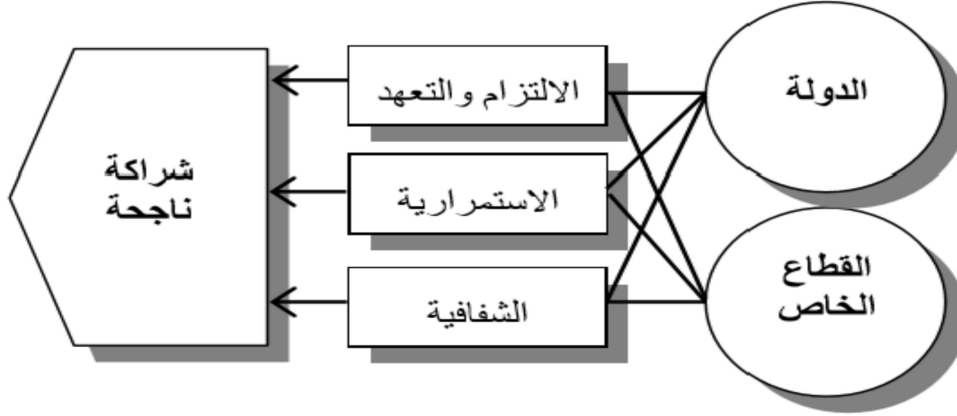 الدولة
القطاع
الخاص
الالتزام والتعهد
الاستمرارية
الشفافية
شراكة
ناجحة